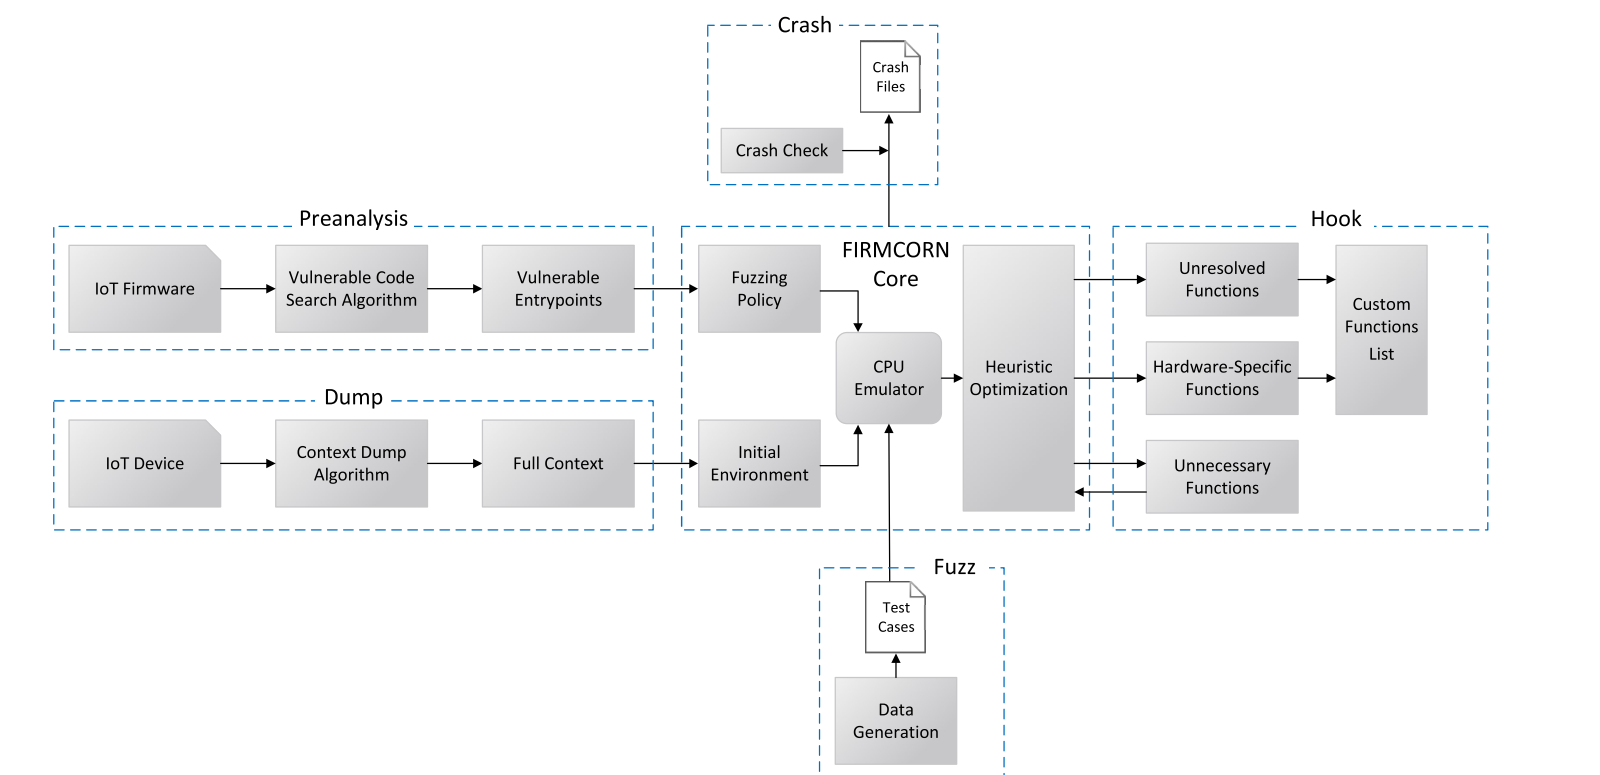 Crash
Crash
Files
Crash Check
Preanalysis
IoT Firmware
Vulnerable Code
Search Algorithm
Vulnerable
Entrypoints
Dump
IoT Device
Context Dump
Algorithm
Full Context
FIRMCORN
Core
Fuzzing
Policy
CPU
Emulator
Initial
Environment
Heuristic
Optimization
Hook
Unresolved
Functions
Hardware-Specific
Functions
Unnecessary
Functions
Custom
Functions
List
Fuzz
Test
Cases
Data
Generation